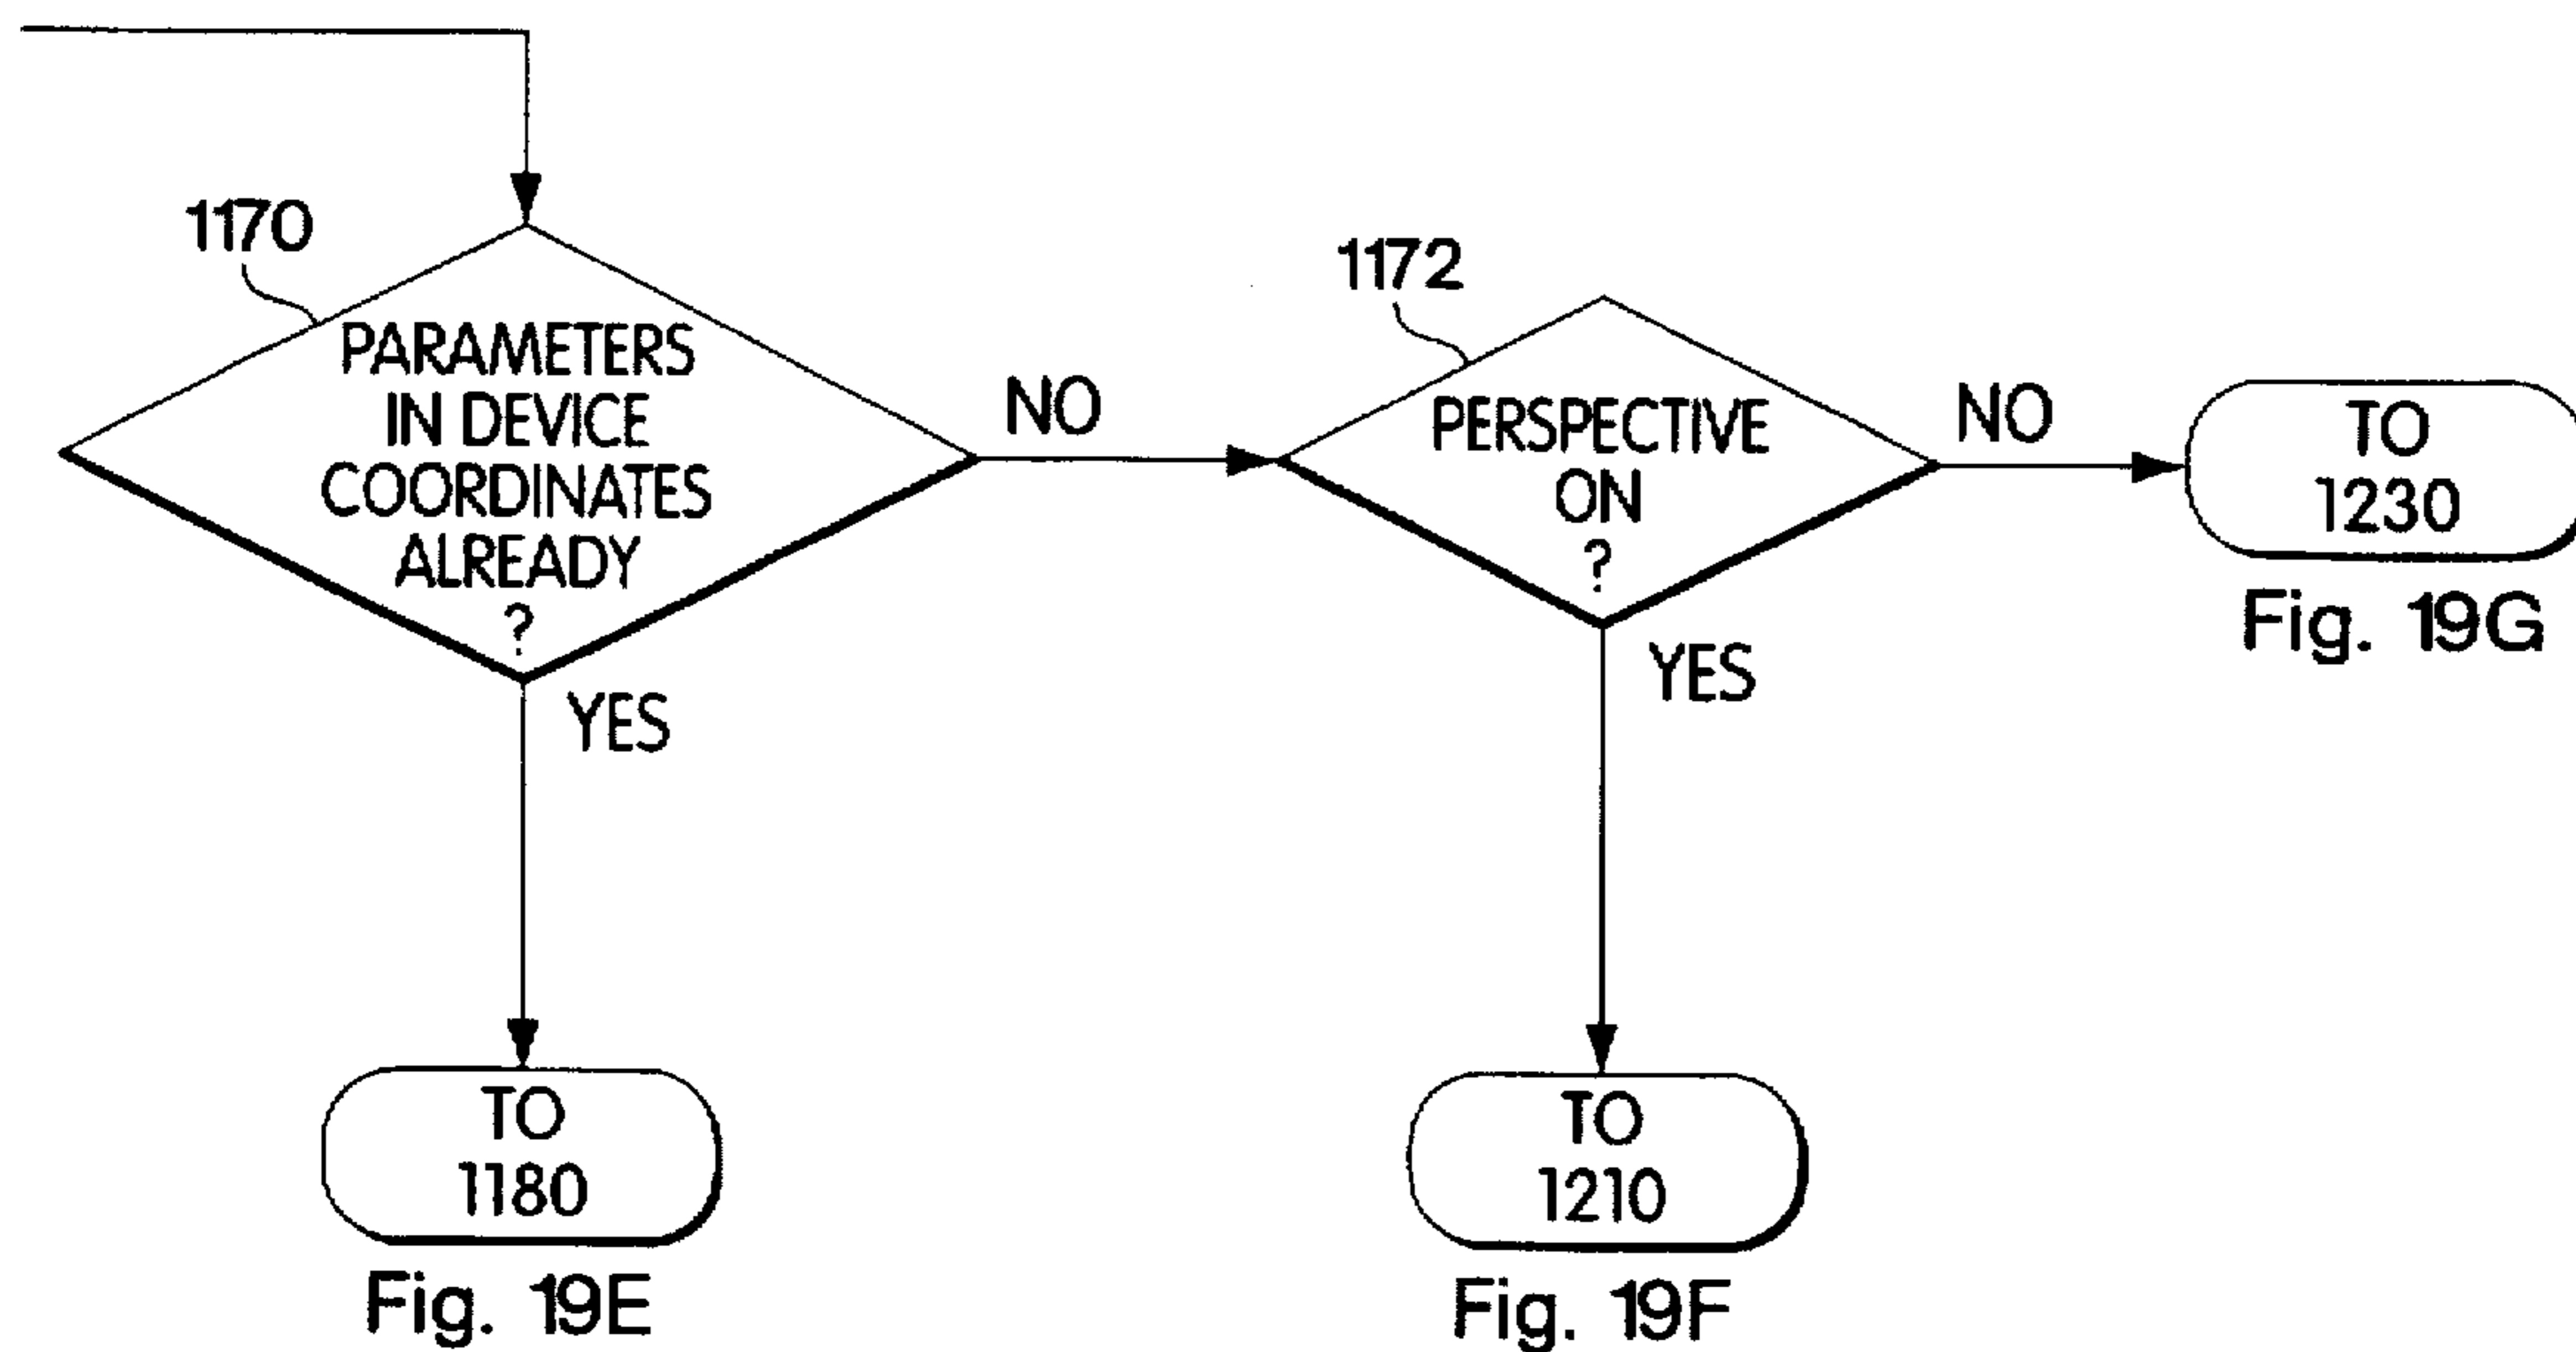 1170
PARAMETERS
IN DEVICE
COORDINATES
ALREADY
?
NO
YES
TO
1180
Fig. 19E
1172
PERSPECTIVE
ON
?
NO
YES
TO
1210
Fig. 19F
TO
1230
Fig. 19G